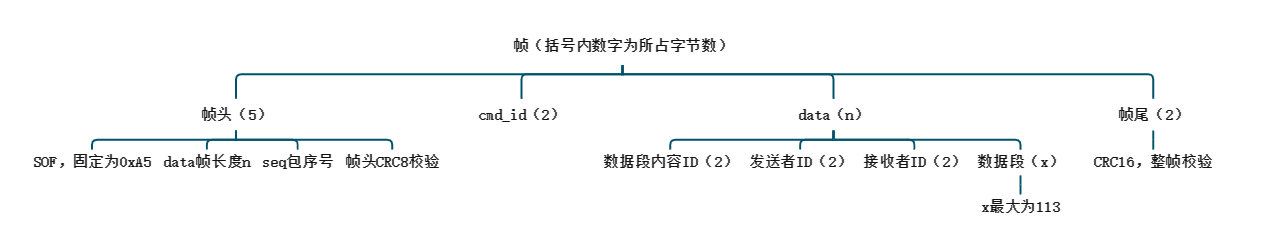 帧（括号内数字为所占字节数）
帧头（5） cmd_id（2） data（n） 帧尾（2）
SOF，固定为0xA5 data帧长度n seq包序号 帧头CRC8校验 数据段内容ID（2） 发送者ID（2） 接收者ID（2） 数据段（x） CRC16，整帧校验
x最大为113